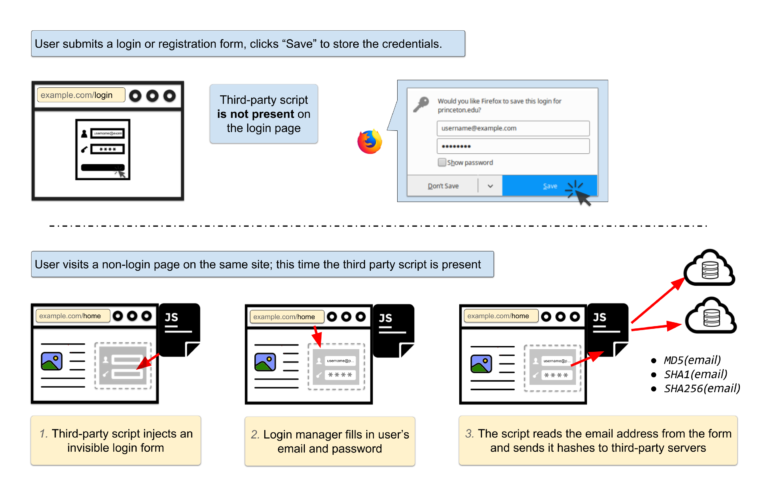 User submits a login or registration form, clicks “Save” to store the credentials.
example.com/login
Third-party script
is not present on
the login page
Would you like Firefox to save this login for
princeton.edu?
username@example.com
Show password
Don't Save
Save
User visits a non-login page on the same site; this time the third party script is present
example.com/home
JS
example.com/home
JS
example.com/home
JS
MD5(email)
SHA1(email)
SHA256(email)
1. Third-party script injects an
invisible login form
2. Login manager fills in user's
email and password
3. The script reads the email address from the form
and sends it hashes to third-party servers